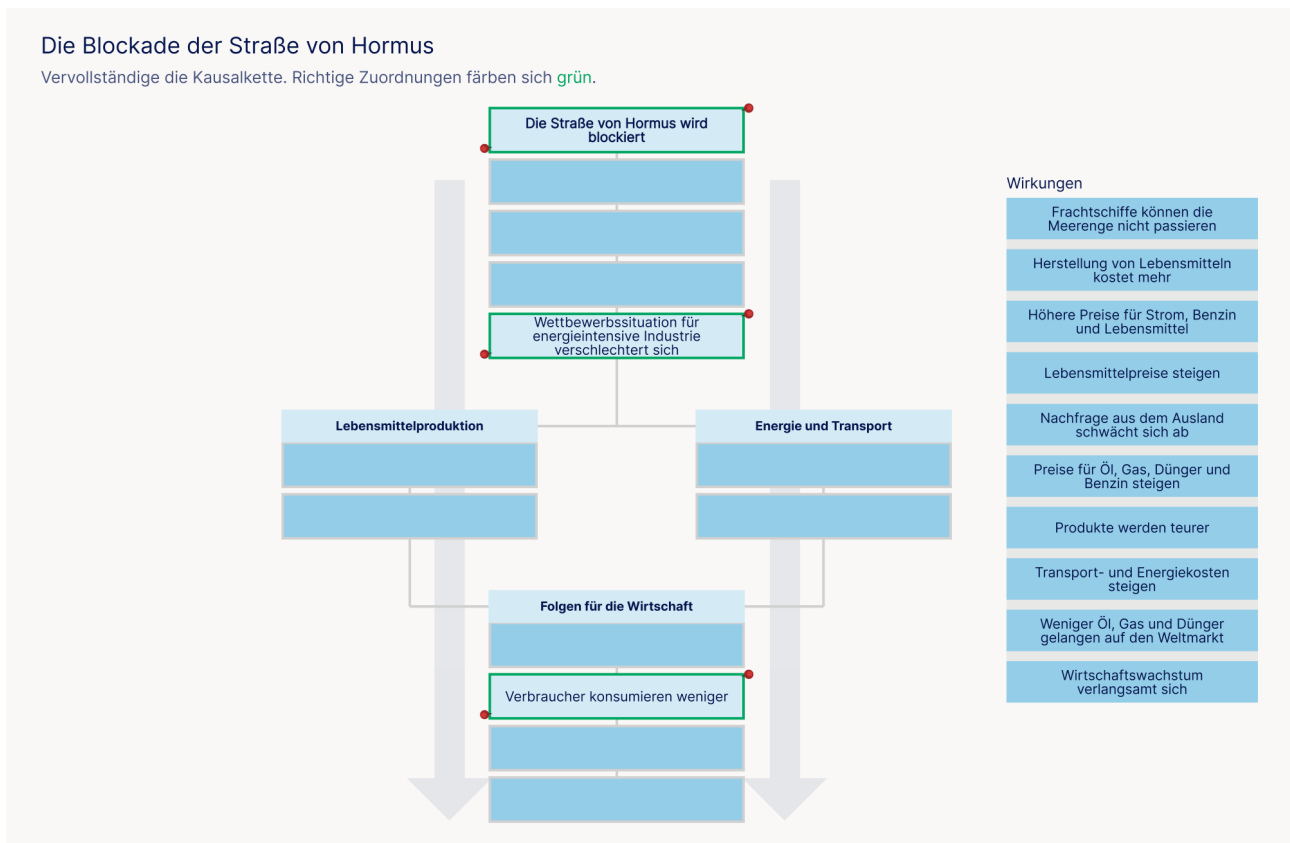 Die Blockade der Straße von Hormus
Vervollständige die Kausalkette. Richtige Zuordnungen färben sich grün.
Die Straße von Hormus wird
blockiert
Wettbewerbssituation für
energieintensive Industrie
verschlechtert sich
Lebensmittelproduktion
Energie und Transport
Folgen für die Wirtschaft
Verbraucher konsumieren weniger
Wirkungen
Frachtschiffe können die
Meerenge nicht passieren
Herstellung von Lebensmitteln
kostet mehr
Höhere Preise für Strom, Benzin
und Lebensmittel
Lebensmittelpreise steigen
Nachfrage aus dem Ausland
schwächt sich ab
Preise für Öl, Gas, Dünger und
Benzin steigen
Produkte werden teurer
Transport- und Energiekosten
steigen
Weniger Öl, Gas und Dünger
gelangen auf den Weltmarkt
Wirtschaftswachstum
verlangsamt sich